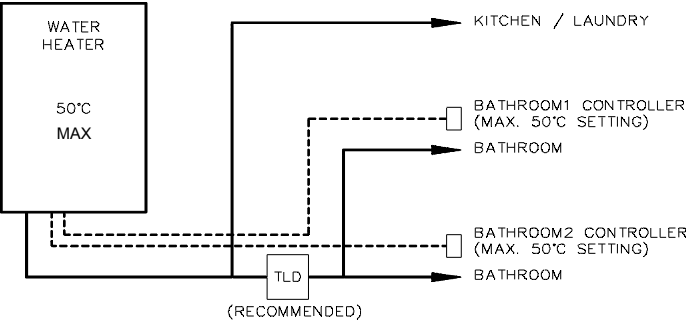 WATER
HEATER
50°C
MAX
KITCHEN / LAUNDRY
BATHROOM1 CONTROLLER
(MAX. 50°C SETTING)
BATHROOM
BATHROOM2 CONTROLLER
(MAX. 50°C SETTING)
BATHROOM
TLD
(RECOMMENDED)